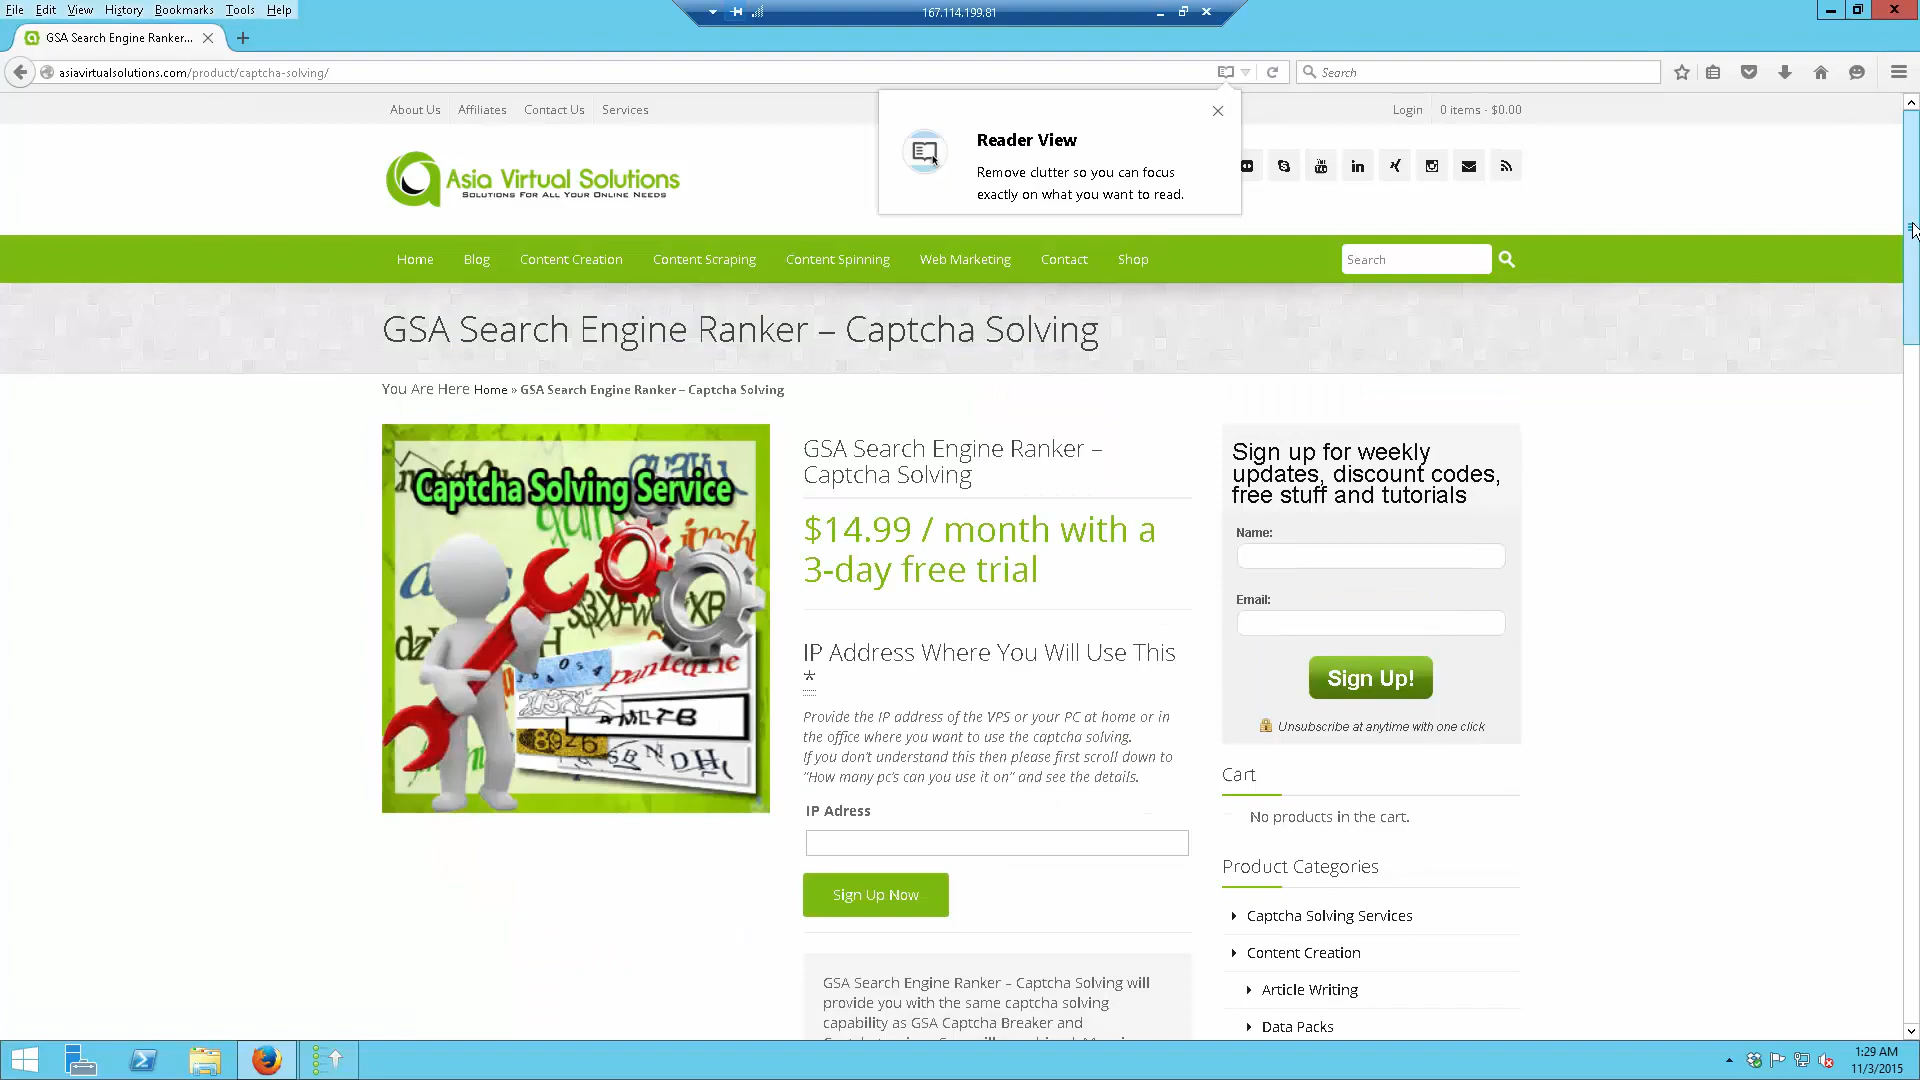 File Edit View History Bookmarks Tools Help
167.114.199.81
GSA Search Engine Ranker...
asiavirtualsolutions.com/product/captcha-solving/
Search
About Us Affiliates Contact Us Services
Login 0 items - $0.00
Reader View
Remove clutter so you can focus
exactly on what you want to read.
Asia Virtual Solutions
Solutions For All Your Online Needs
Home Blog Content Creation Content Scraping Content Spinning Web Marketing Contact Shop
Search
GSA Search Engine Ranker – Captcha Solving
You Are Here Home » GSA Search Engine Ranker – Captcha Solving
Captcha Solving Service
GSA Search Engine Ranker –
Captcha Solving
$14.99 / month with a
3-day free trial
IP Address Where You Will Use This
*
Provide the IP address of the VPS or your PC at home or in
the office where you want to use the captcha solving.
If you don't understand this then please first scroll down to
"How many pc's can you use it on" and see the details.
IP Adress
Sign Up Now
GSA Search Engine Ranker – Captcha Solving will
provide you with the same captcha solving
capability as GSA Captcha Breaker and
Sign up for weekly
updates, discount codes,
free stuff and tutorials
Name:
Email:
Sign Up!
Unsubscribe at anytime with one click
Cart
No products in the cart.
Product Categories
Captcha Solving Services
Content Creation
Article Writing
Data Packs
1:29 AM
11/3/2015